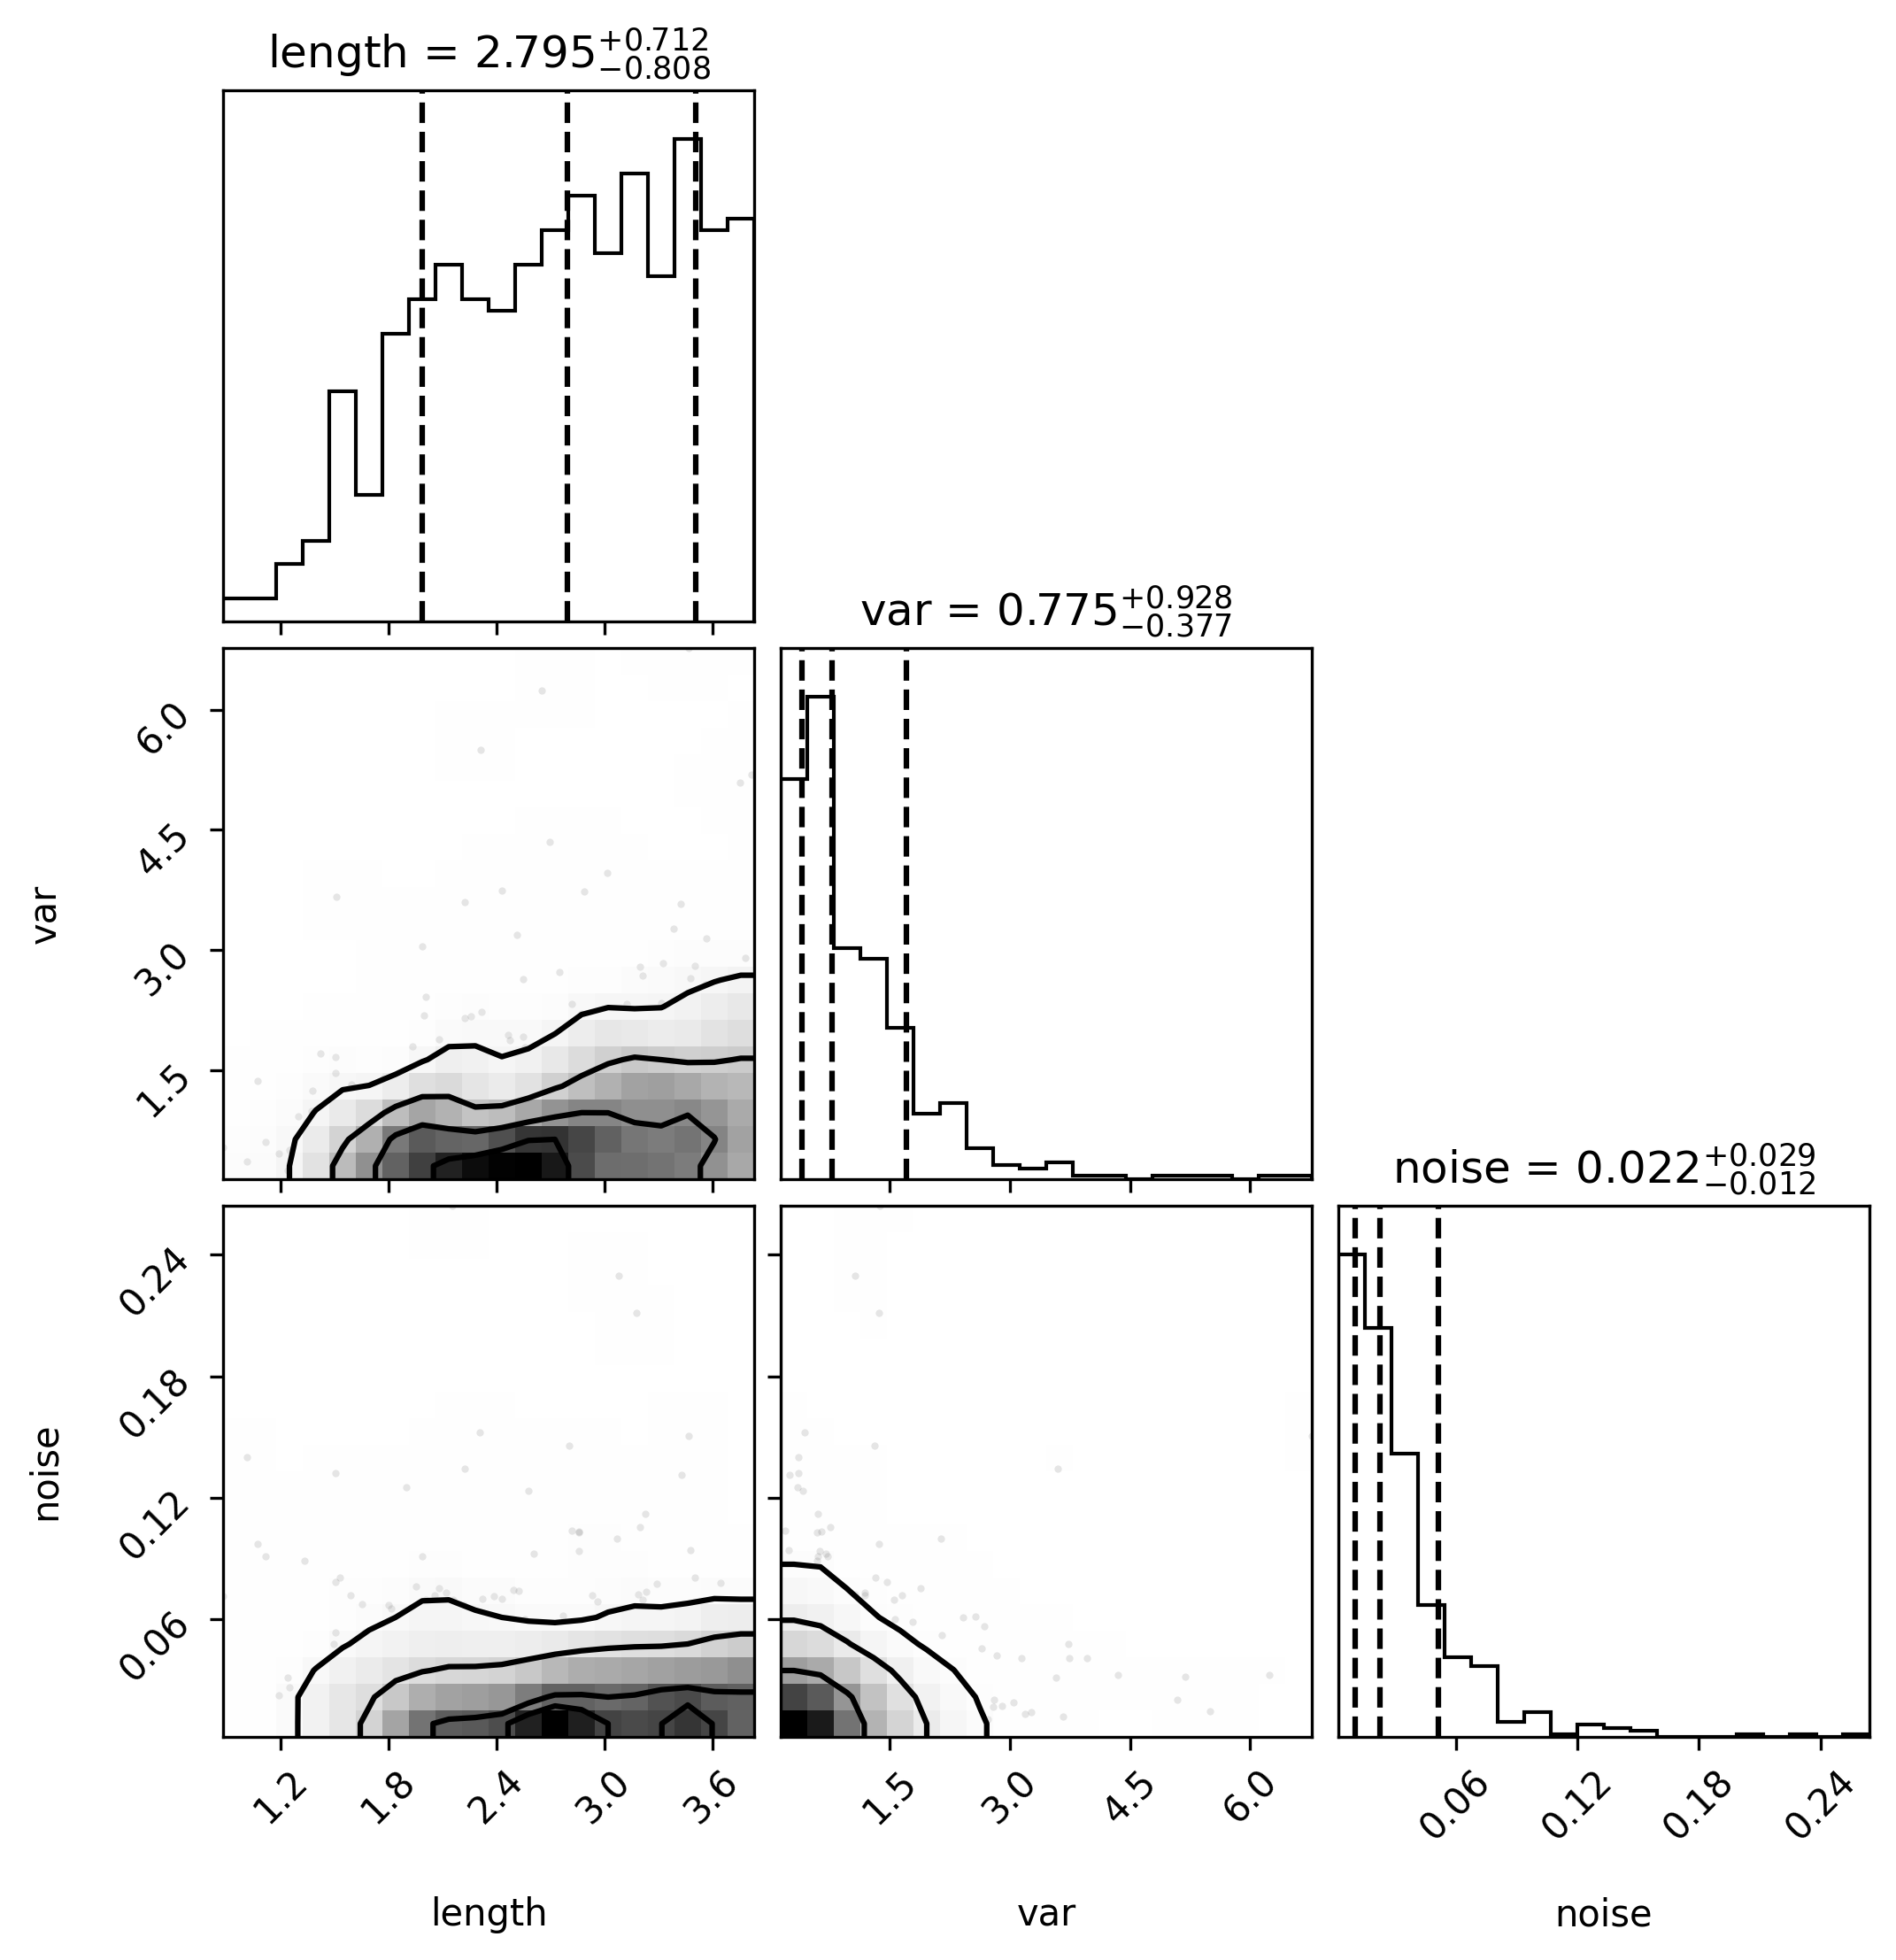 length = 2.795 +0.712 −0.808
var = 0.775 +0.928 −0.377
6.0
4.5
3.0
1.5
var
noise = 0.022 +0.029 −0.012
0.24
0.18
0.12
0.06
noise
1.2 1.8 2.4 3.0 3.6 1.5 3.0 4.5 6.0 0.06 0.12 0.18 0.24
length var noise